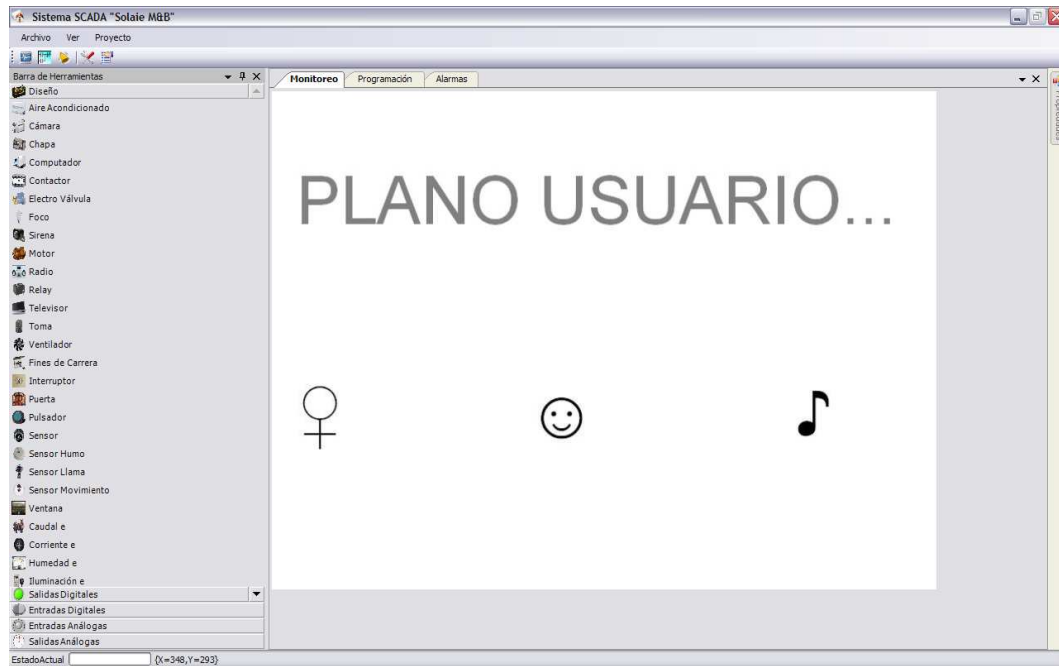 Sistema SCADA "Solaie M&B"
Archivo Ver Proyecto
Barra de Herramientas
Monitoreo Programación Alarmas
Diseño
Aire Acondicionado
Cámara
Chapa
Computador
Contactor
Electro Válvula
Foco
Sirena
Motor
Radio
Relay
Televisor
Toma
Ventilador
Fines de Carrera
Interruptor
Puerta
Pulsador
Sensor
Sensor Humo
Sensor Llama
Sensor Movimiento
Ventana
Caudal e
Corriente e
Humedad e
Iluminación e
Salidas Digitales
Entradas Digitales
Entradas Análogas
Salidas Análogas
PLANO USUARIO...
Propiedades
EstadoActual {X=348,Y=293}